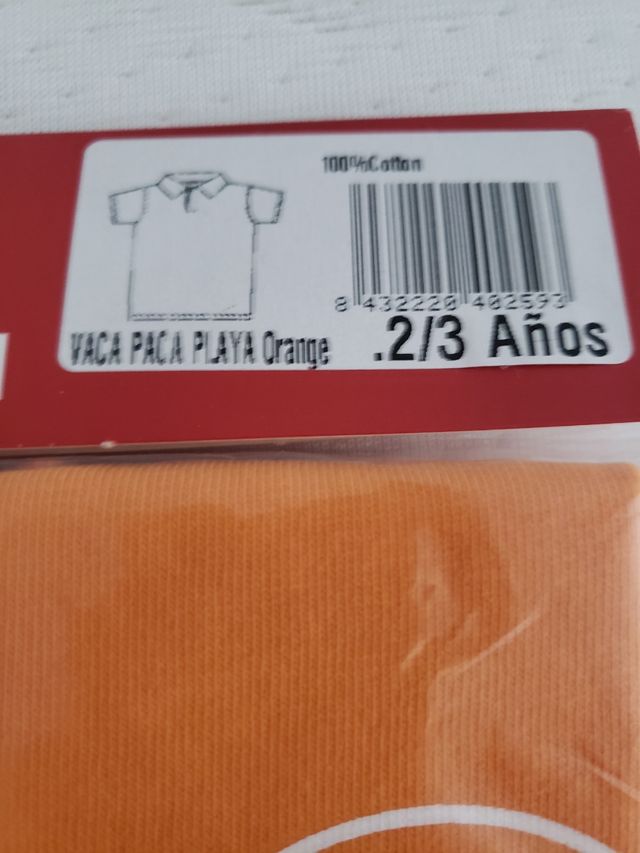 100%Cotton
8 432220 402593
VACA PACA PLAYA Orange
.2/3 Años